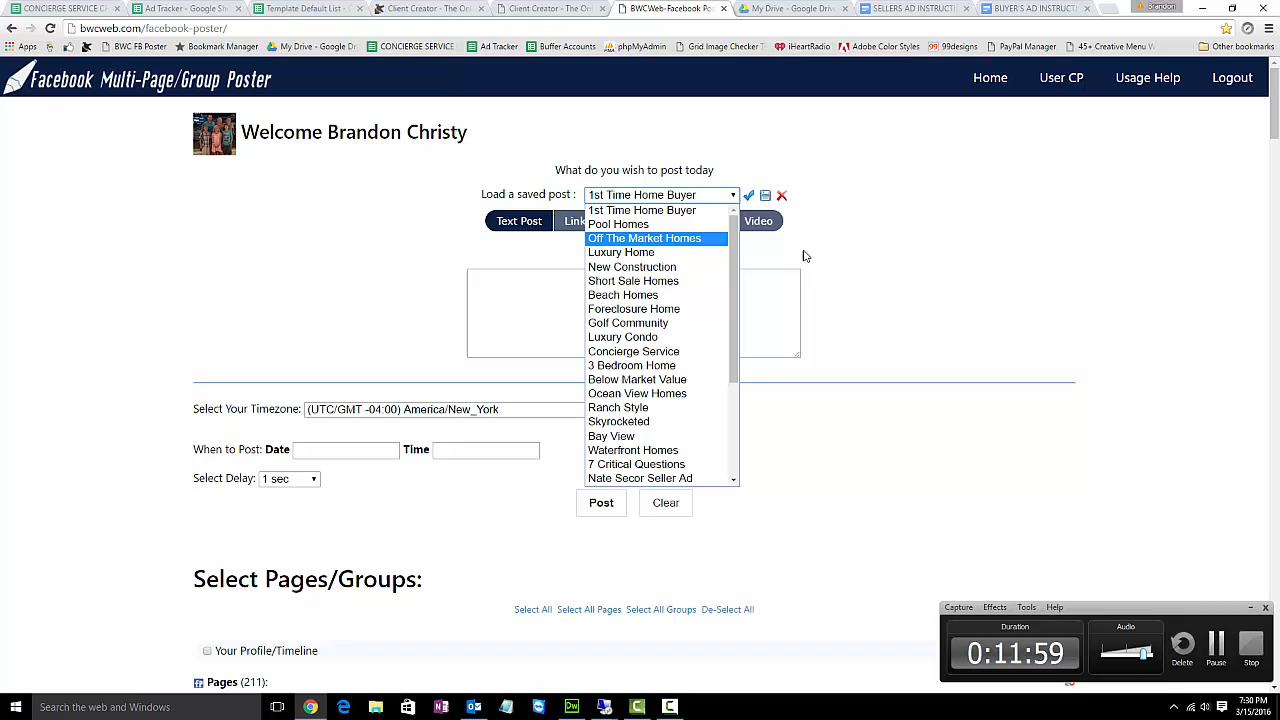 CONCIERGE SERVICE C
Ad Tracker - Google Sh
Template Default List - G
Client Creator - The Onli
Client Creator - The Onli
BWCWeb-Facebook Po
My Drive - Google Driv
SELLERS AD INSTRUCTI
BUYER'S AD INSTRUCTI
Brandon
bwcweb.com/facebook-poster/
Apps
BWC FB Poster
Bookmark Manager
My Drive - Google Dr
CONCIERGE SERVICE
Ad Tracker
Buffer Accounts
phpMyAdmin
Grid Image Checker T
iHeartRadio
Adobe Color Styles
99designs
PayPal Manager
45+ Creative Menu W
Other bookmarks
Facebook Multi-Page/Group Poster
Home User CP Usage Help Logout
Welcome Brandon Christy
What do you wish to post today
Load a saved post : 1st Time Home Buyer
Text Post Link Video
1st Time Home Buyer
Pool Homes
Off The Market Homes
Luxury Home
New Construction
Short Sale Homes
Beach Homes
Foreclosure Home
Golf Community
Luxury Condo
Concierge Service
3 Bedroom Home
Below Market Value
Ocean View Homes
Ranch Style
Skyrocketed
Bay View
Waterfront Homes
7 Critical Questions
Nate Secor Seller Ad
Select Your Timezone: (UTC/GMT -04:00) America/New_York
When to Post: Date Time
Select Delay: 1 sec
Post Clear
Select Pages/Groups:
Select All Select All Pages Select All Groups De-Select All
Your Profile/Timeline
Pages (211):
Capture Effects Tools Help
Duration
0:11:59
Audio
Delete Pause Stop
Search the web and Windows
7:30 PM
3/15/2016